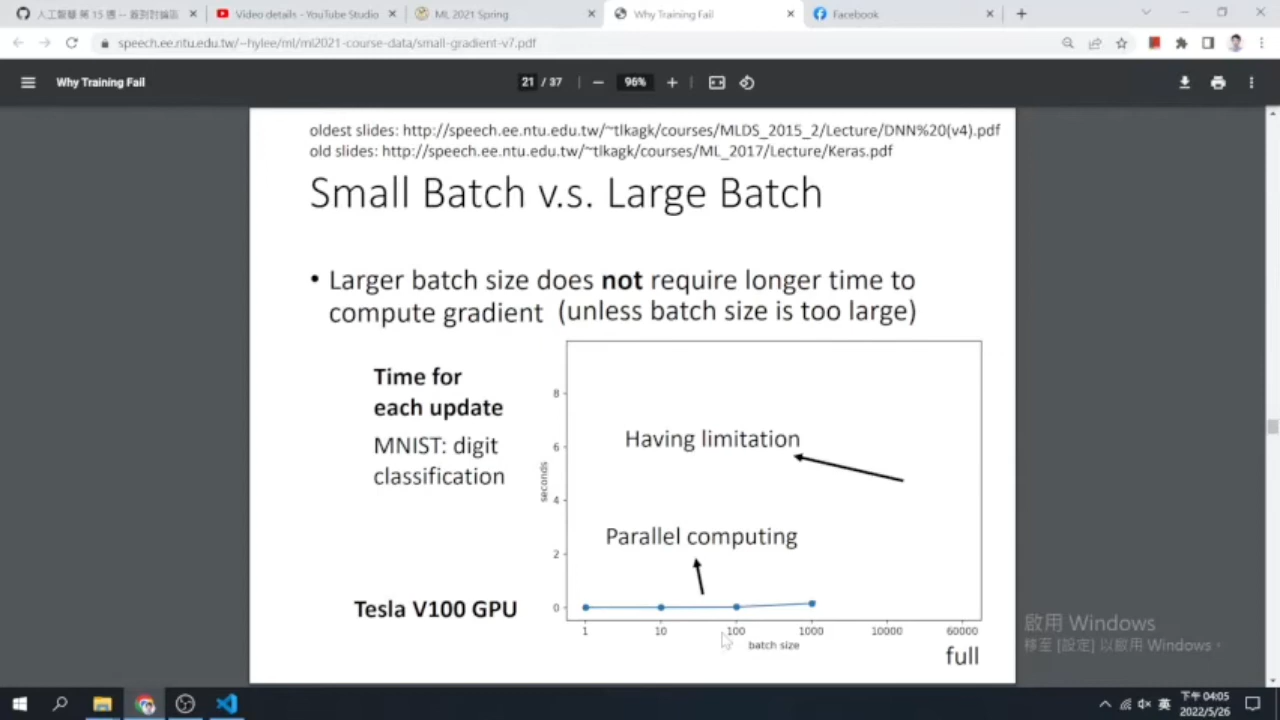 人工智慧 第 15 週 -- 簽到討論區
Video details - YouTube Studio
ML 2021 Spring
Why Training Fail
Facebook
speech.ee.ntu.edu.tw/~hylee/ml/ml2021-course-data/small-gradient-v7.pdf
Why Training Fail
21 / 37
96%
oldest slides: http://speech.ee.ntu.edu.tw/~tlkagk/courses/MLDS_2015_2/Lecture/DNN%20(v4).pdf
old slides: http://speech.ee.ntu.edu.tw/~tlkagk/courses/ML_2017/Lecture/Keras.pdf
Small Batch v.s. Large Batch
• Larger batch size does not require longer time to
compute gradient (unless batch size is too large)
Time for
each update
MNIST: digit
classification
Tesla V100 GPU
8
6
4
2
0
seconds
Having limitation
Parallel computing
1 10 100 1000 10000 60000
batch size
full
啟用 Windows
移至 [設定] 以啟用 Windows。
英
下午 04:05
2022/5/26